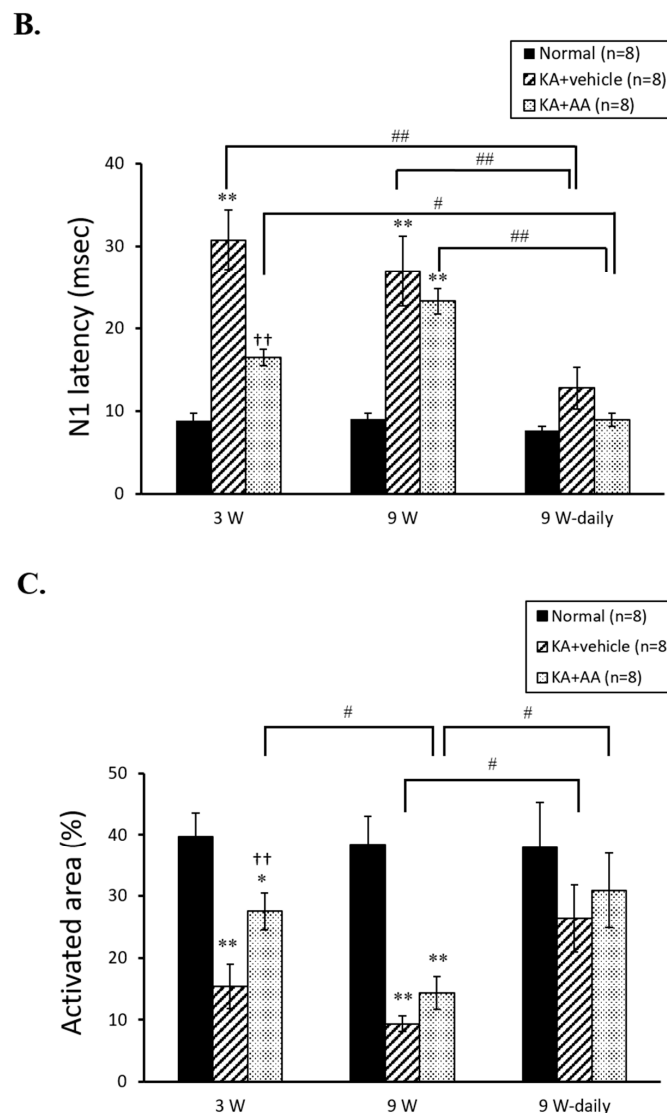 B.
Normal (n=8)
KA+vehicle (n=8)
KA+AA (n=8)
N1 latency (msec)
40
30
20
10
0
##
##
#
##
**
††
**
**
3 W
9 W
9 W-daily
C.
Normal (n=8)
KA+vehicle (n=8
KA+AA (n=8)
Activated area (%)
50
40
30
20
10
0
#
#
#
††
*
**
**
**
3 W
9 W
9 W-daily